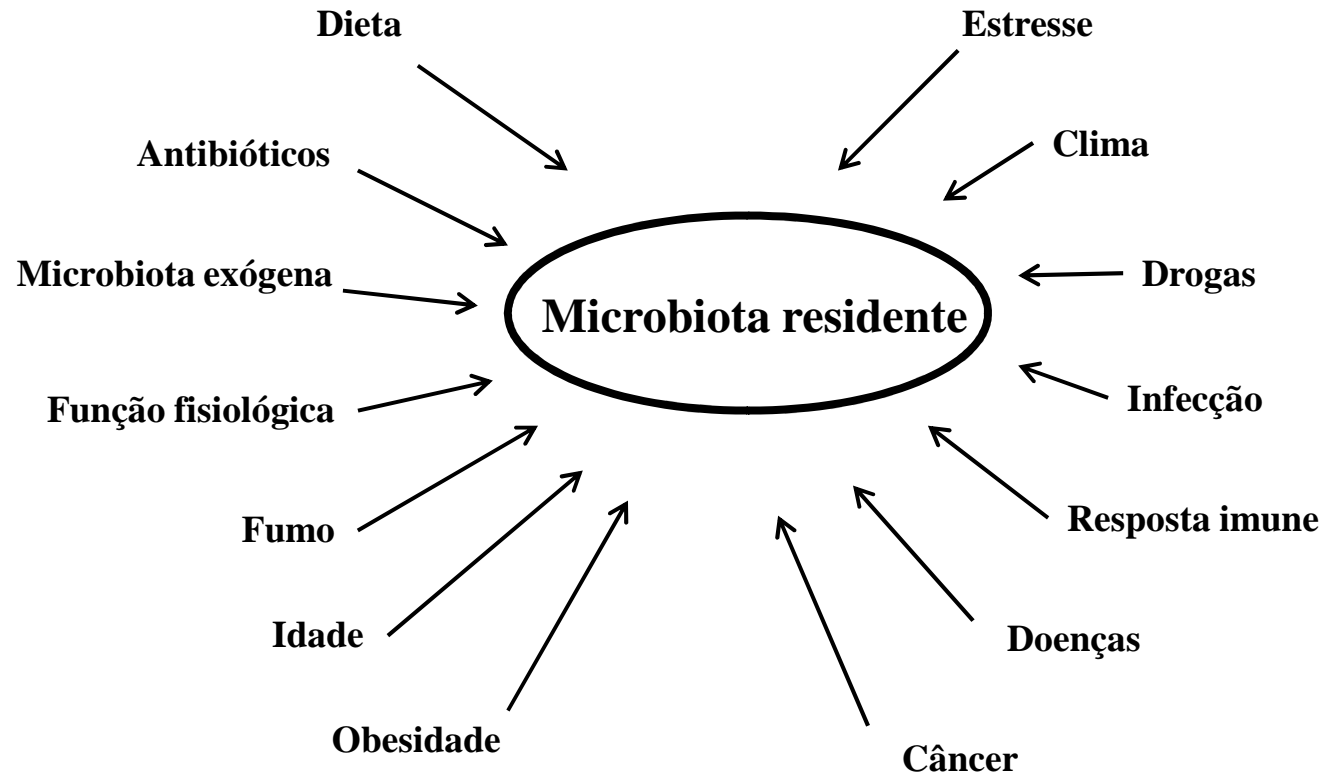 Dieta
Estresse
Antibióticos
Clima
Microbiota exógena
Drogas
Microbiota residente
Função fisiológica
Infecção
Fumo
Resposta imune
Idade
Doenças
Obesidade
Câncer